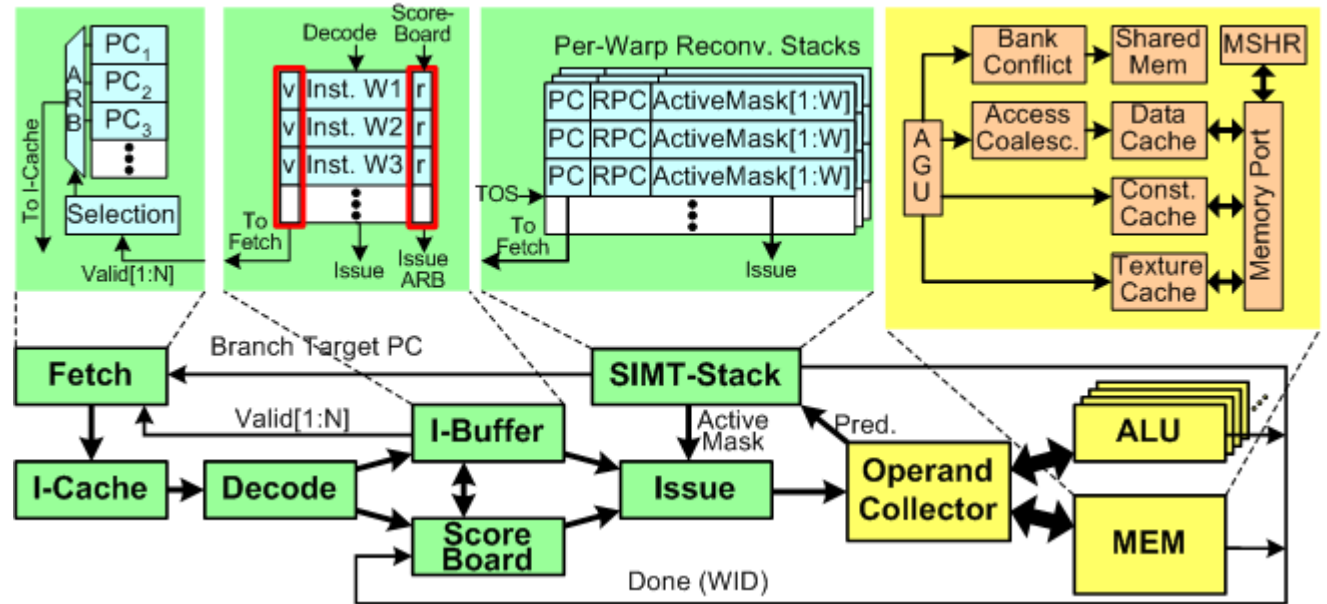 A
R
B
PC1
PC2
PC3
To I-Cache
Selection
Valid[1:N]
Decode
Score-
Board
v Inst. W1 r
v Inst. W2 r
v Inst. W3 r
To
Fetch
Issue
Issue
ARB
Per-Warp Reconv. Stacks
PC RPC ActiveMask[1:W]
PC RPC ActiveMask[1:W]
PC RPC ActiveMask[1:W]
TOS
To
Fetch
Issue
AGU
Bank
Conflict
Shared
Mem
MSHR
Access
Coalesc.
Data
Cache
Const.
Cache
Texture
Cache
Memory Port
Branch Target PC
Fetch
SIMT-Stack
Valid[1:N]
I-Buffer
Active
Mask
Pred.
ALU
I-Cache
Decode
Issue
Operand
Collector
Score
Board
MEM
Done (WID)